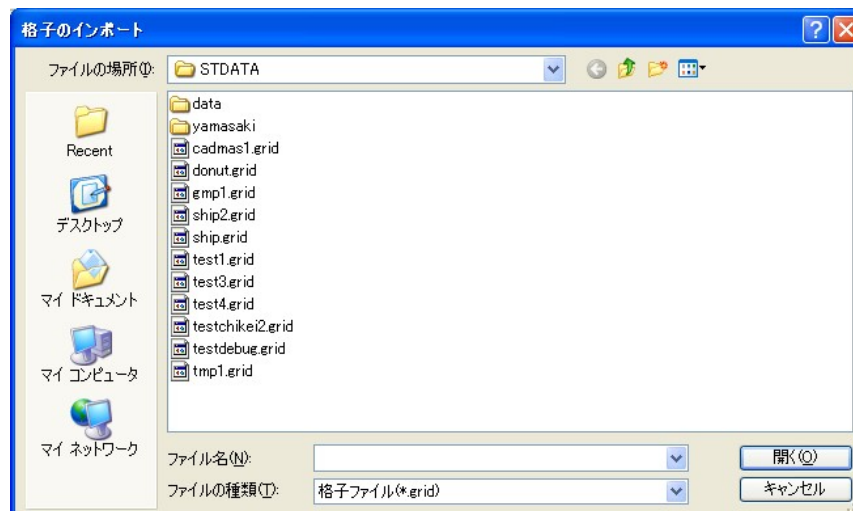 格子のインポート
ファイルの場所(I):
STDATA
Recent
デスクトップ
マイ ドキュメント
マイ コンピュータ
マイ ネットワーク
data
yamasaki
cadmas1.grid
donut.grid
gmp1.grid
ship2.grid
ship.grid
test1.grid
test3.grid
test4.grid
testchikei2.grid
testdebug.grid
tmp1.grid
ファイル名(N):
開く(O)
ファイルの種類(T):
格子ファイル(*.grid)
キャンセル